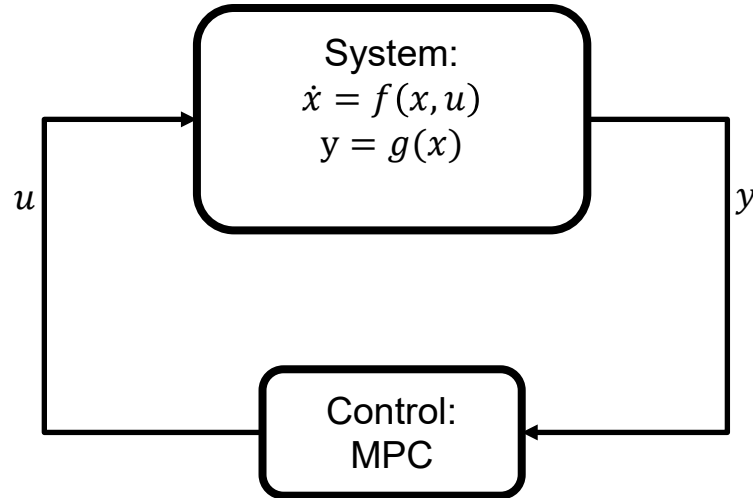 System:
ẋ = f(x, u)
y = g(x)
u
y
Control:
MPC